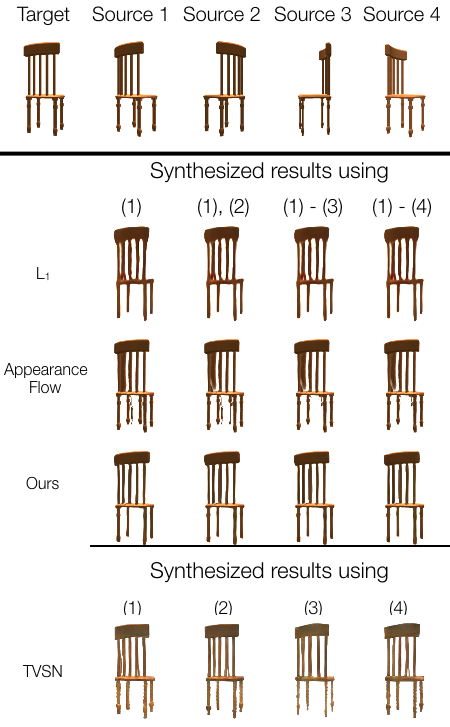 Target Source 1 Source 2 Source 3 Source 4
Synthesized results using
(1) (1), (2) (1) - (3) (1) - (4)
L₁
Appearance
Flow
Ours
Synthesized results using
(1) (2) (3) (4)
TVSN